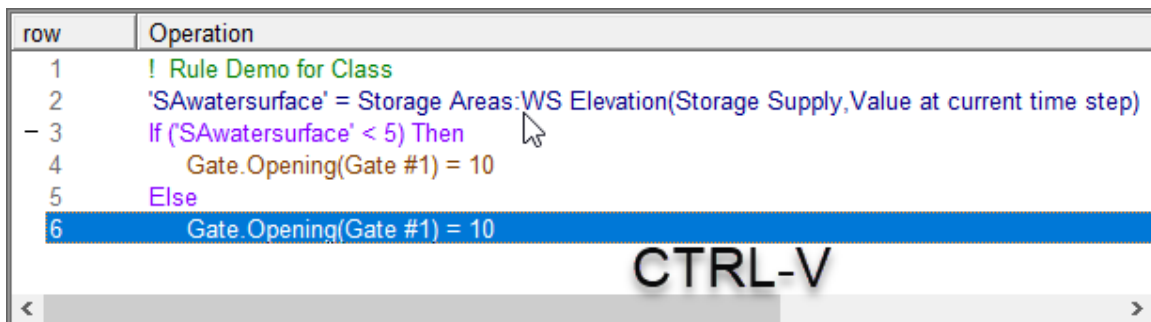 row Operation
1 ! Rule Demo for Class
2 'SAwatersurface' = Storage Areas:WS Elevation(Storage Supply,Value at current time step)
3 If ('SAwatersurface' < 5) Then
4 Gate.Opening(Gate #1) = 10
5 Else
6 Gate.Opening(Gate #1) = 10
CTRL-V